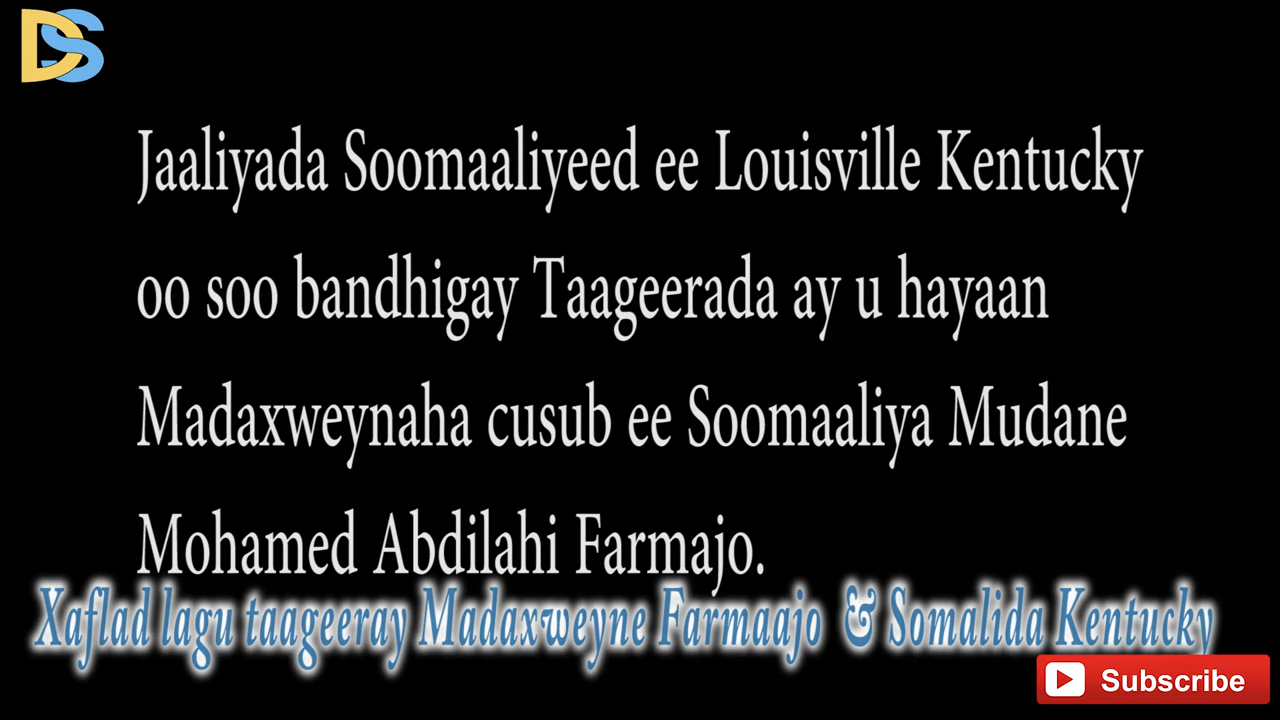 DS
Jaaliyada Soomaaliyeed ee Louisville Kentucky
oo soo bandhigay Taageerada ay u hayaan
Madaxweynaha cusub ee Soomaaliya Mudane
Mohamed Abdilahi Farmajo.
Xaflad lagu taageeray Madaxweyne Farmaajo & Somalida Kentucky
Subscribe